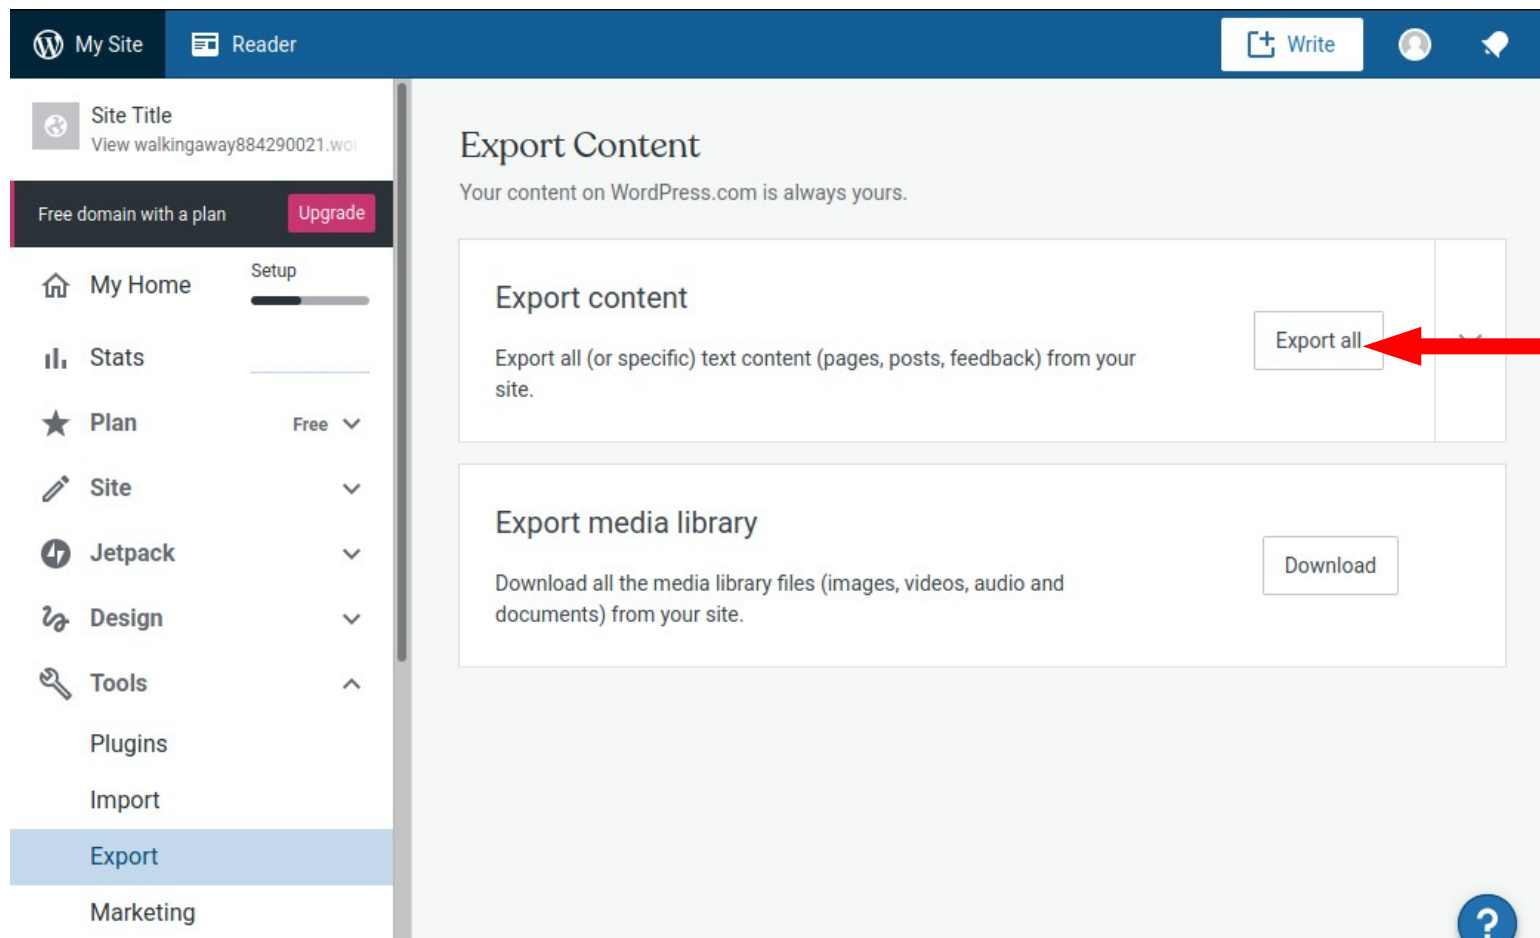 My Site
Reader
Write
Site Title
View walkingaway884290021.wo
Free domain with a plan
Upgrade
My Home
Setup
Stats
Plan
Free
Site
Jetpack
Design
Tools
Plugins
Import
Export
Marketing
Export Content
Your content on WordPress.com is always yours.
Export content
Export all (or specific) text content (pages, posts, feedback) from your
site.
Export all
Export media library
Download all the media library files (images, videos, audio and
documents) from your site.
Download
?